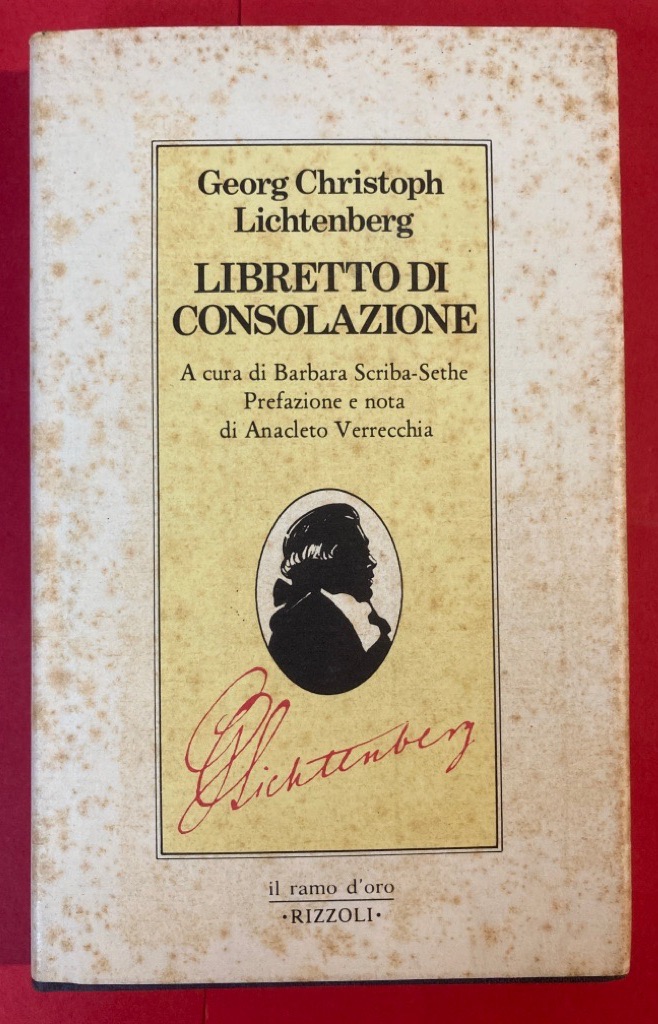 Georg Christoph
Lichtenberg
LIBRETTO DI
CONSOLAZIONE
A cura di Barbara Scriba-Sethe
Prefazione e nota
di Anacleto Verrecchia
GCLichtenberg
il ramo d'oro
•RIZZOLI•